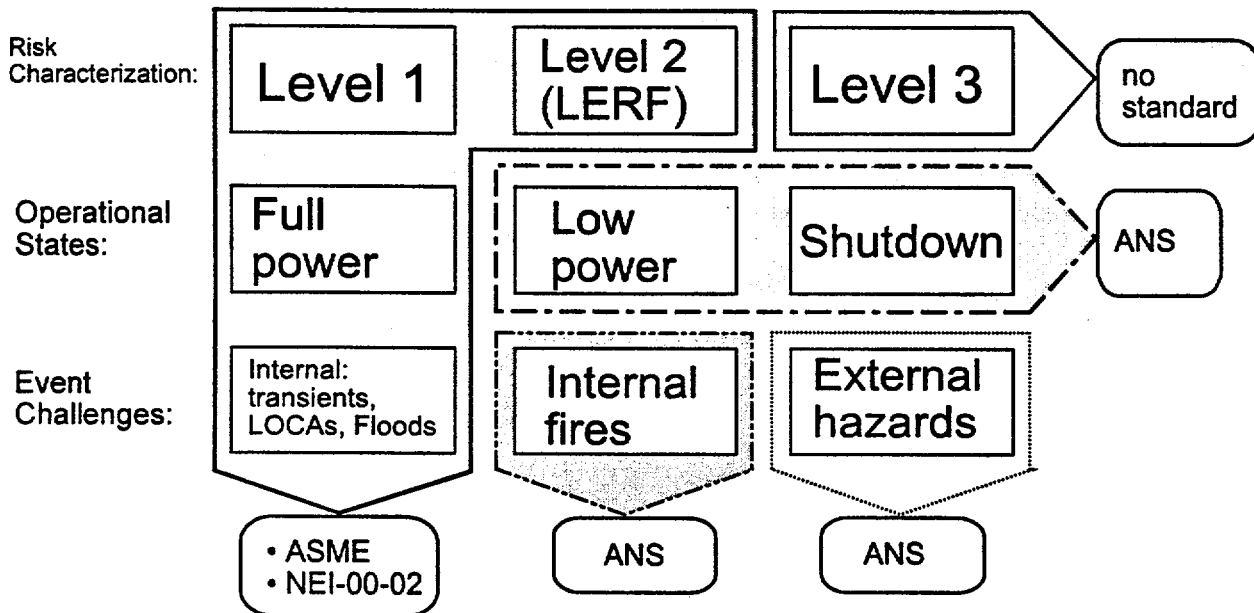 Risk
Characterization:
Level 1
Level 2
(LERF)
Level 3
no
standard
Operational
States:
Full
power
Low
power
Shutdown
ANS
Event
Challenges:
Internal:
transients,
LOCAs, Floods
Internal
fires
External
hazards
• ASME
• NEI-00-02
ANS
ANS